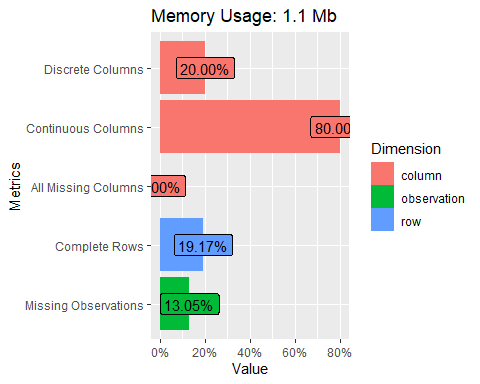 Memory Usage: 1.1 Mb
Discrete Columns
20.00%
Continuous Columns
80.00
All Missing Columns
00%
Complete Rows
19.17%
Missing Observations
13.05%
Metrics
0%
20%
40%
60%
80%
Value
Dimension
column
observation
row